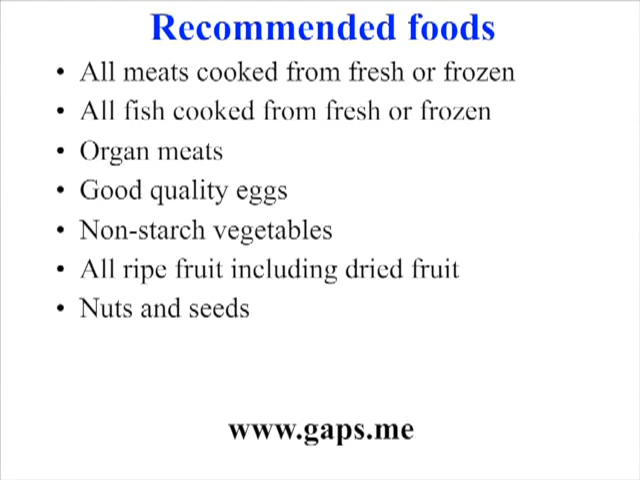 Recommended foods
• All meats cooked from fresh or frozen
• All fish cooked from fresh or frozen
• Organ meats
• Good quality eggs
• Non-starch vegetables
• All ripe fruit including dried fruit
• Nuts and seeds
www.gaps.me